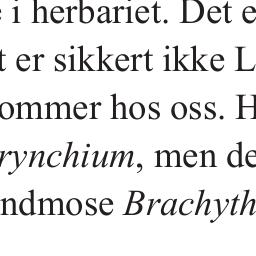 i herbariet. Det e
t er sikkert ikke L
ommer hos oss. H
rynchium, men de
ndmose Brachyth